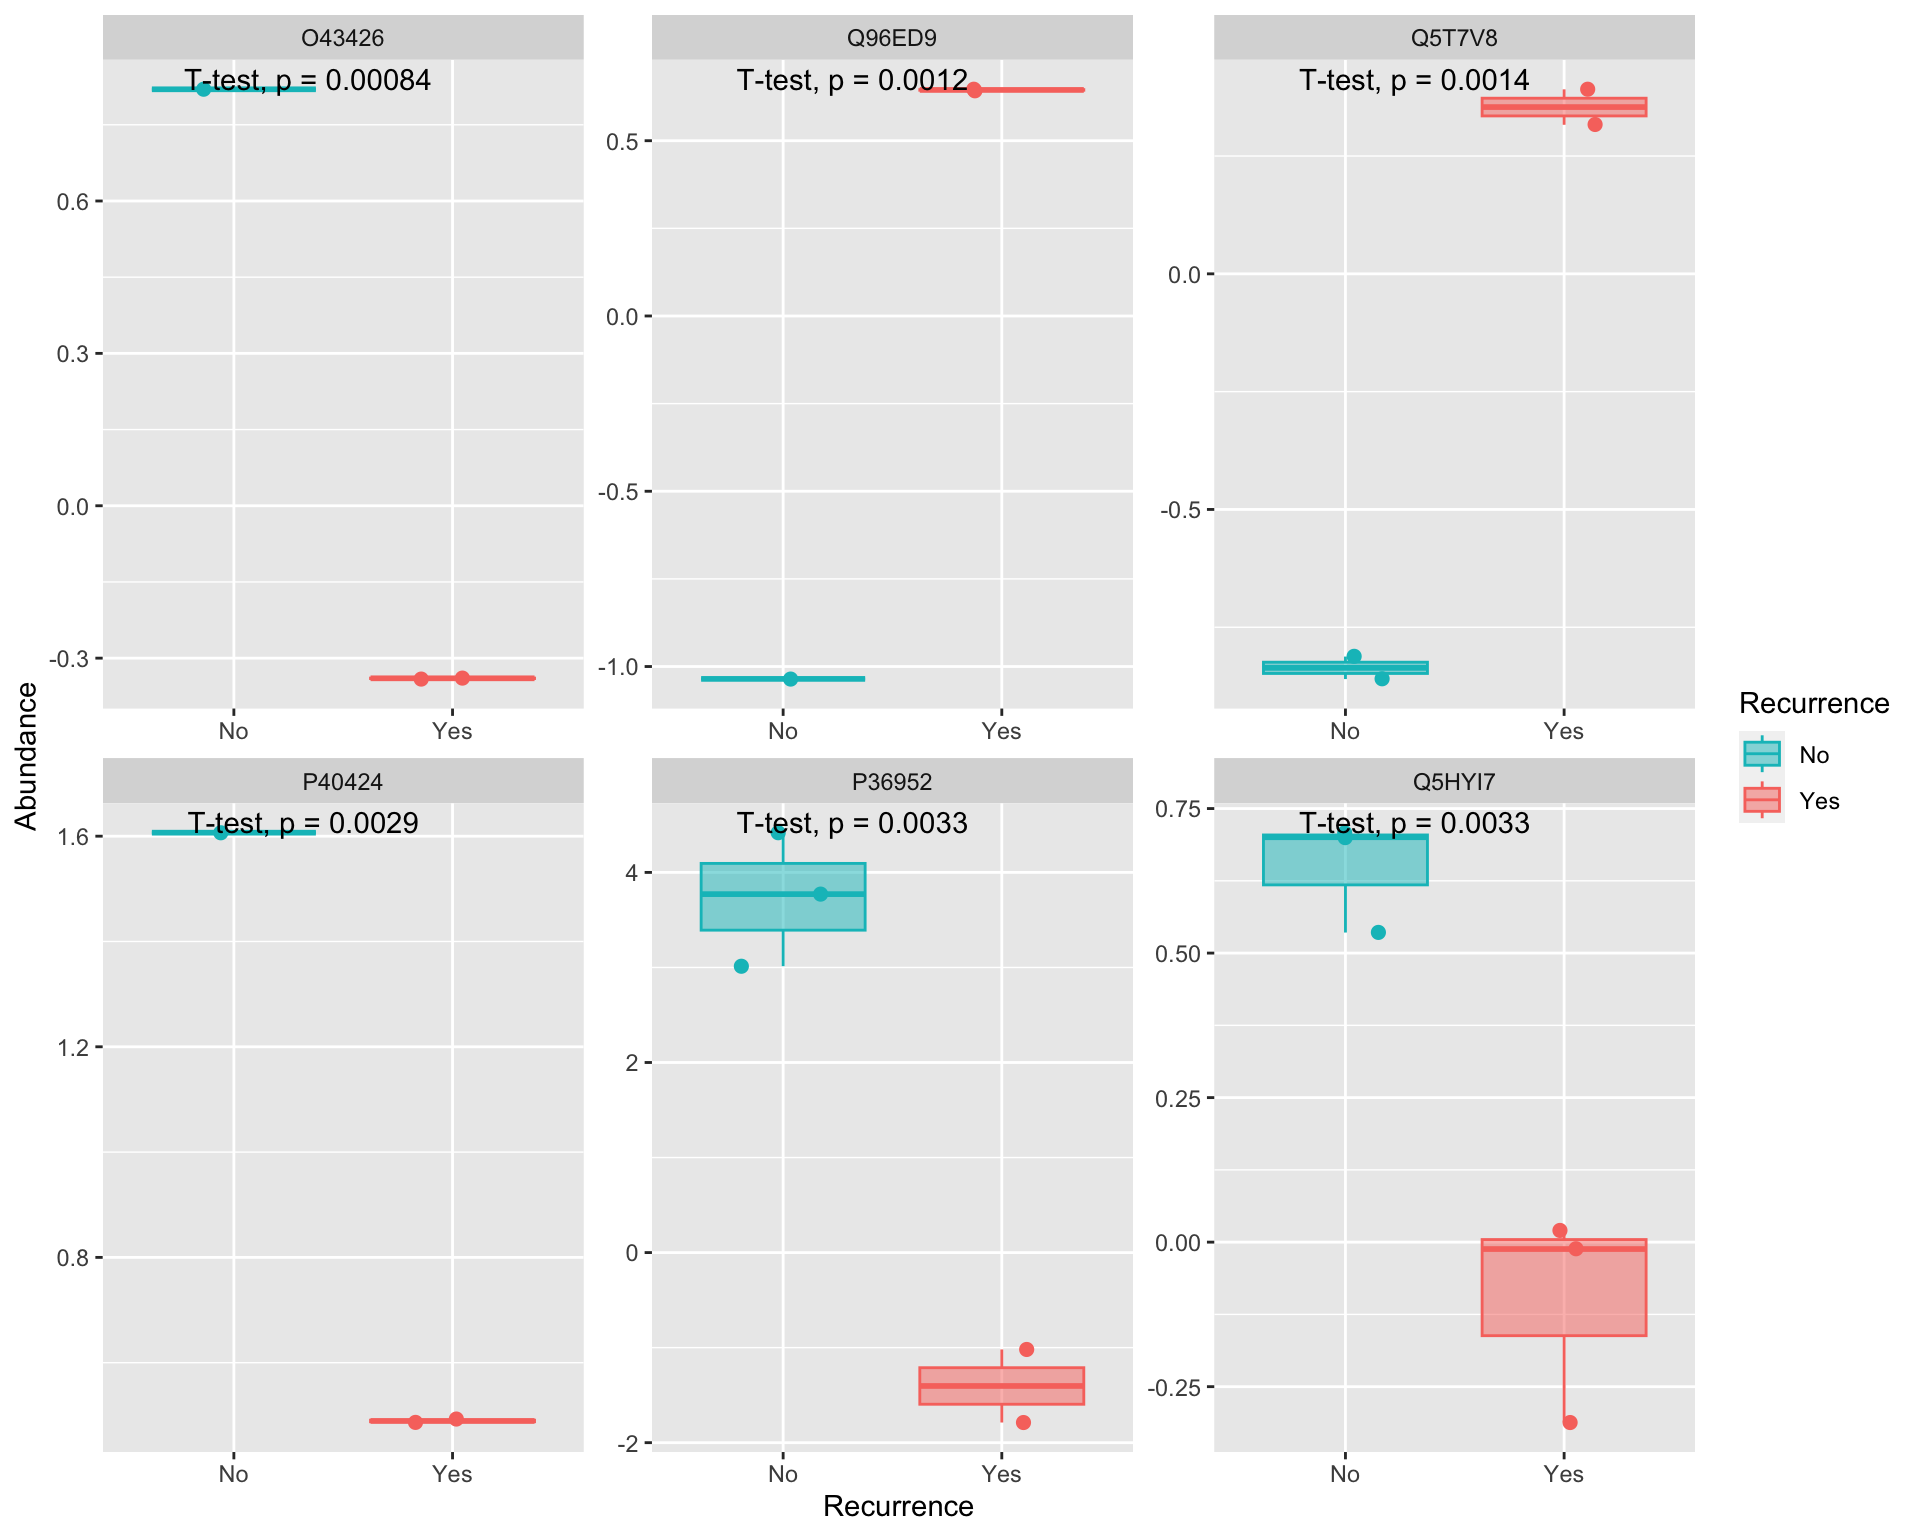 O43426
T-test, p = 0.00084
0.6
0.3
0.0
-0.3
No
Yes
Q96ED9
T-test, p = 0.0012
0.5
0.0
-0.5
-1.0
No
Yes
Q5T7V8
T-test, p = 0.0014
0.0
-0.5
No
Yes
Abundance
P40424
T-test, p = 0.0029
1.6
1.2
0.8
No
Yes
P36952
T-test, p = 0.0033
4
2
0
-2
No
Yes
Q5HYI7
T-test, p = 0.0033
0.75
0.50
0.25
0.00
-0.25
No
Yes
Recurrence
Recurrence
No
Yes